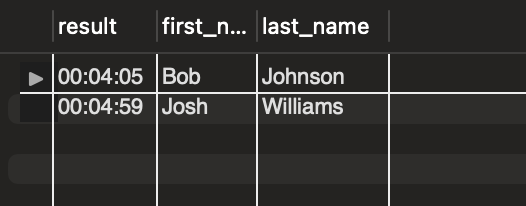 result first_n... last_name
00:04:05 Bob Johnson
00:04:59 Josh Williams